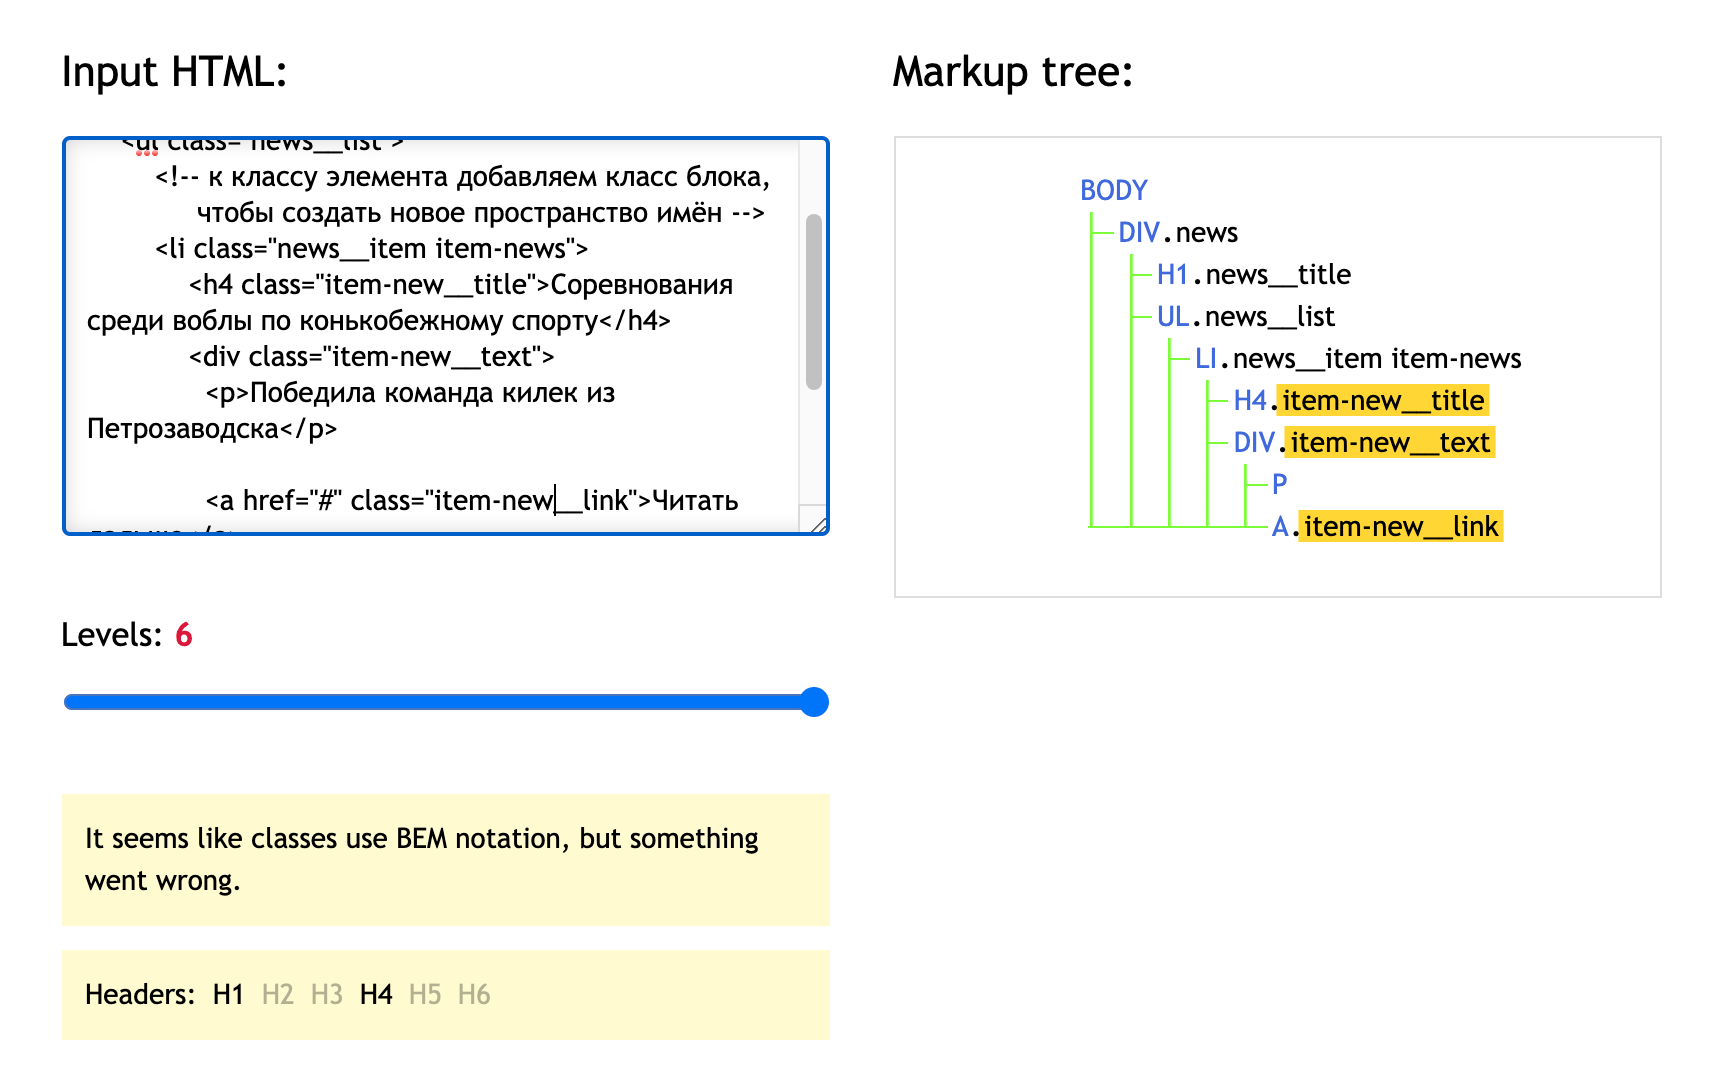 Input HTML:
<ul class="news__list">
<!-- к классу элемента добавляем класс блока,
чтобы создать новое пространство имён -->
<li class="news__item item-news">
<h4 class="item-new__title">Соревнования
среди воблы по конькобежному спорту</h4>
<div class="item-new__text">
<p>Победила команда килек из
Петрозаводска</p>
<a href="#" class="item-new__link">Читать
Levels: 6
It seems like classes use BEM notation, but something
went wrong.
Headers: H1 H2 H3 H4 H5 H6
Markup tree:
BODY
DIV.news
H1.news__title
UL.news__list
LI.news__item item-news
H4.item-new__title
DIV.item-new__text
P
A.item-new__link